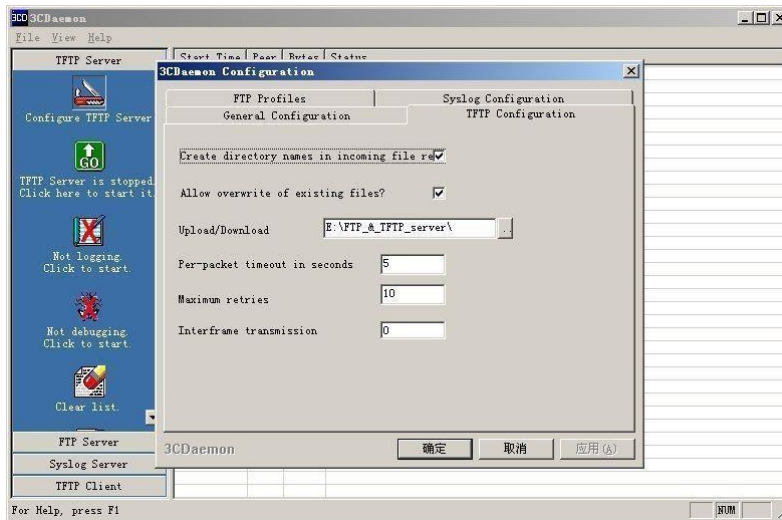 3CD 3CDaemon
File View Help
TFTP Server
Start Time Peer Bytes Status
3CDaemon Configuration
FTP Profiles
Syslog Configuration
General Configuration
TFTP Configuration
Configure TFTP Server
Create directory names in incoming file re
GO
TFTP Server is stopped.
Click here to start it.
Allow overwrite of existing files?
Upload/Download
E:\FTP_&_TFTP_server\
..
Not logging.
Click to start.
Per-packet timeout in seconds
5
Maximum retries
10
Interframe transmission
0
Not debugging.
Click to start.
Clear list.
FTP Server
Syslog Server
TFTP Client
3CDaemon
确定
取消
应用(A)
For Help, press F1
NUM